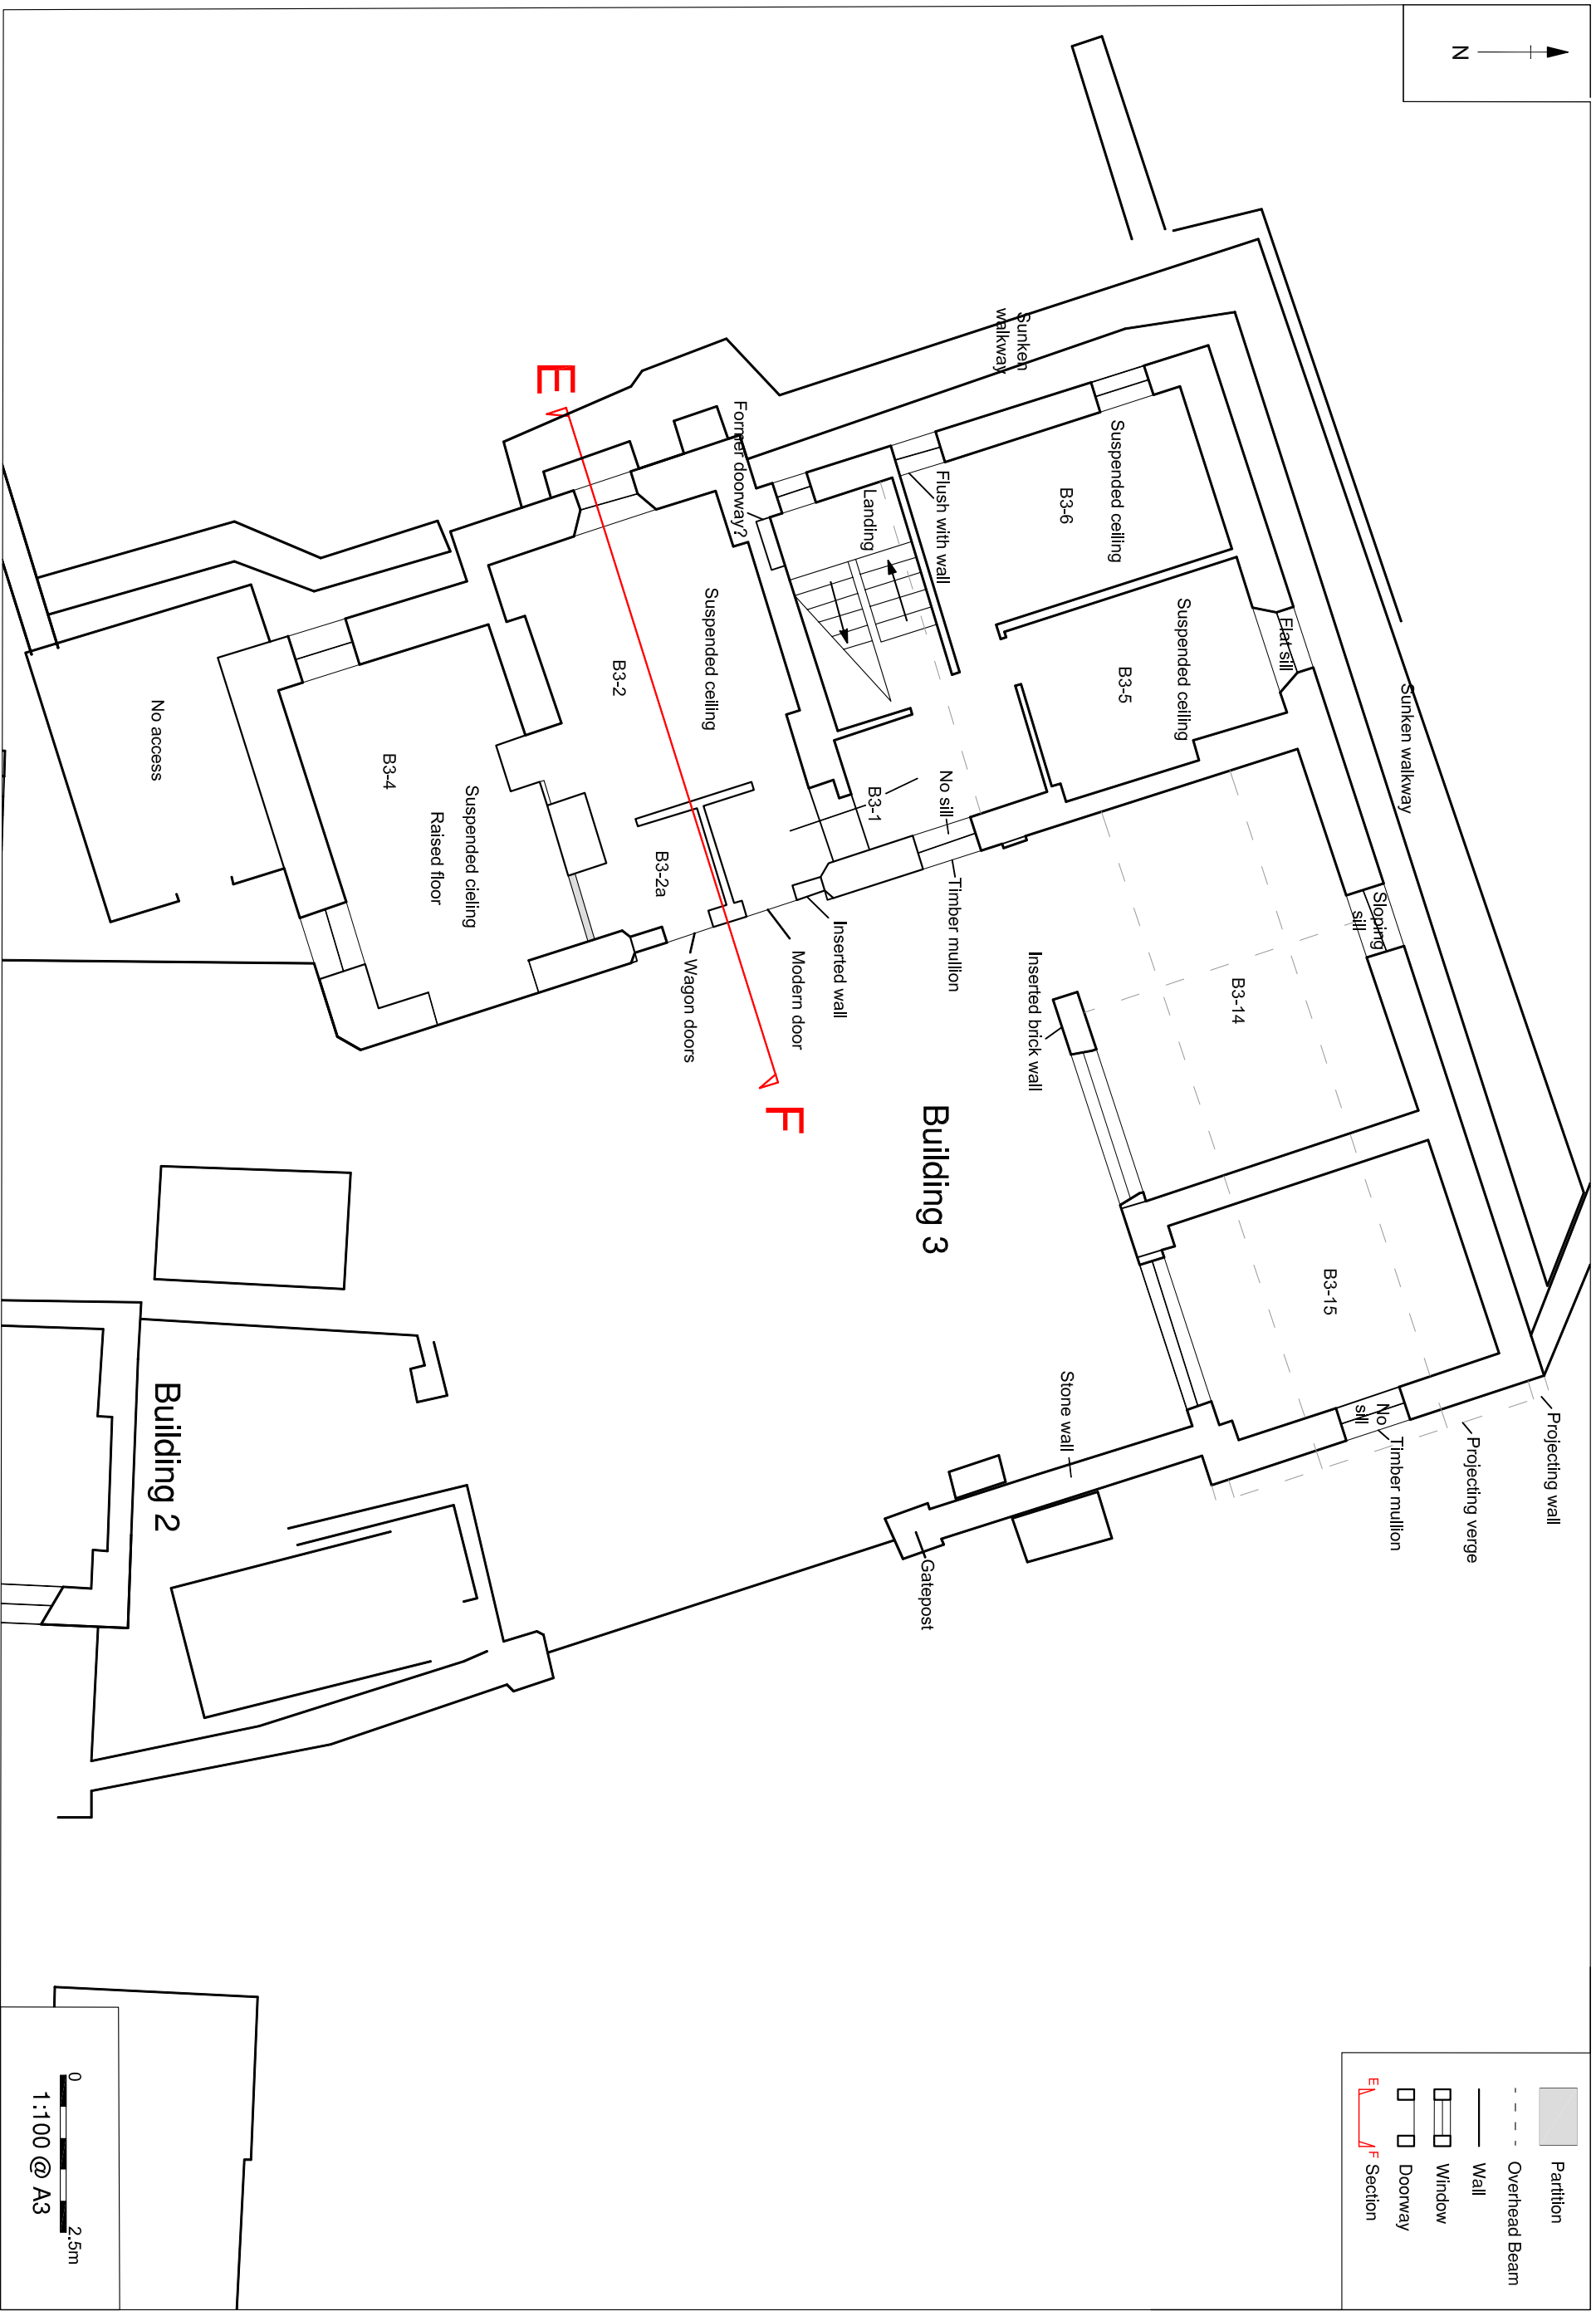 N
Sunken
walkway
Former doorway?
Landing
Flush with wall
B3-6
Suspended ceiling
Suspended ceiling
B3-5
Flat sill
Sunken walkway
E
Suspended ceiling
B3-2
B3-2a
B3-1
No sill
Timber mullion
Inserted wall
Modern door
Wagon doors
No access
B3-4
Suspended cieling
Raised floor
F
Sloping
sill
B3-14
Inserted brick wall
Building 3
B3-15
Stone wall
Gatepost
No
sill
Timber mullion
Projecting verge
Projecting wall
Building 2
Partition
Overhead Beam
Wall
Window
Doorway
E
F
Section
0
2.5m
1:100 @ A3